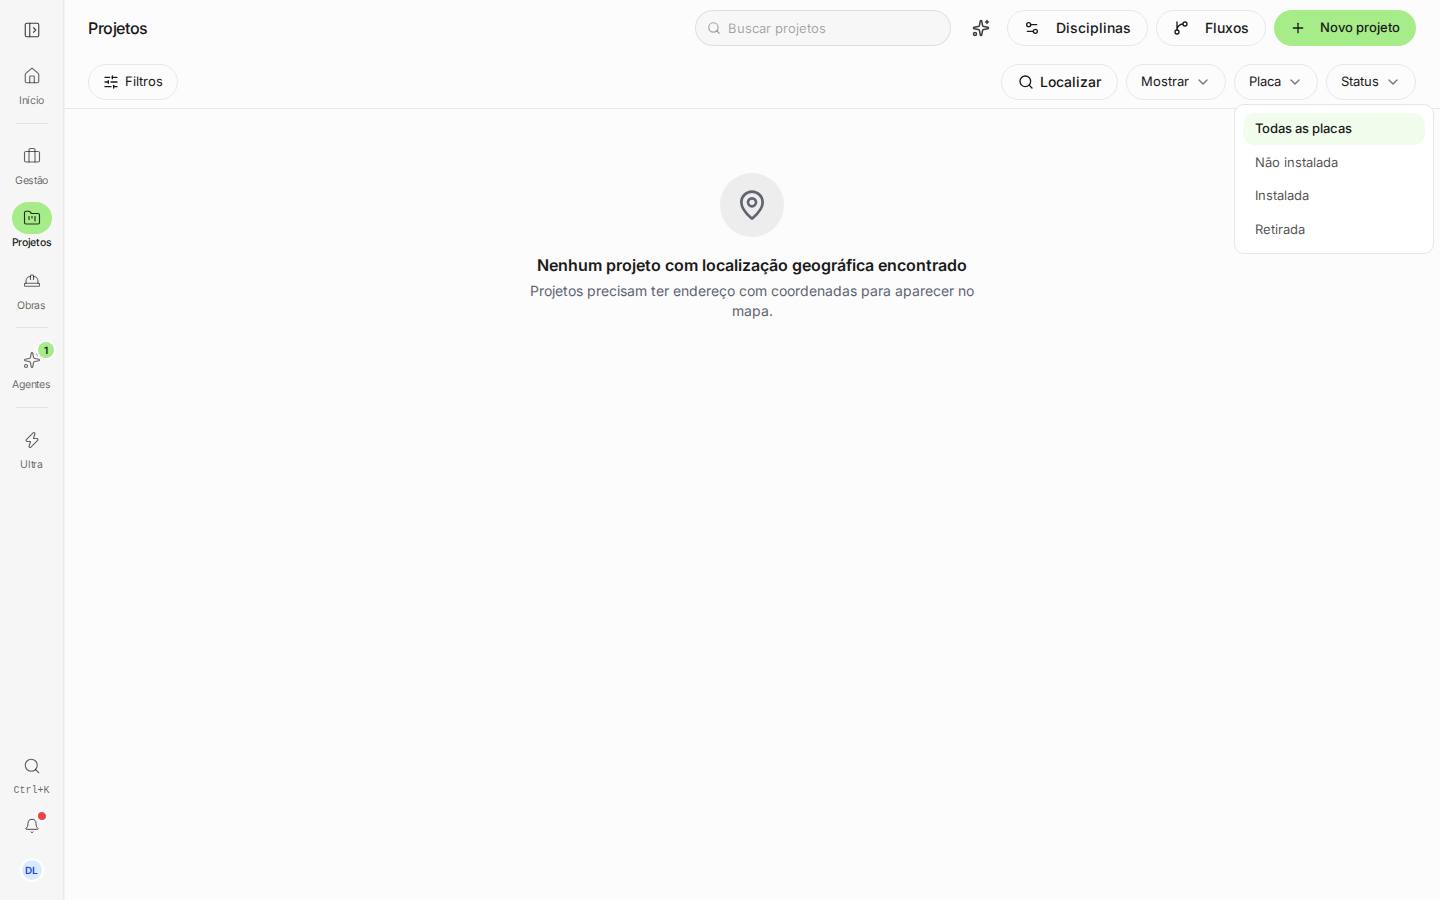 Projetos
Buscar projetos
Disciplinas
Fluxos
Novo projeto
Filtros
Localizar
Mostrar
Placa
Status
Todas as placas
Não instalada
Instalada
Retirada
Início
Gestão
Projetos
Obras
1
Agentes
Ultra
Nenhum projeto com localização geográfica encontrado
Projetos precisam ter endereço com coordenadas para aparecer no
mapa.
Ctrl+K
DL